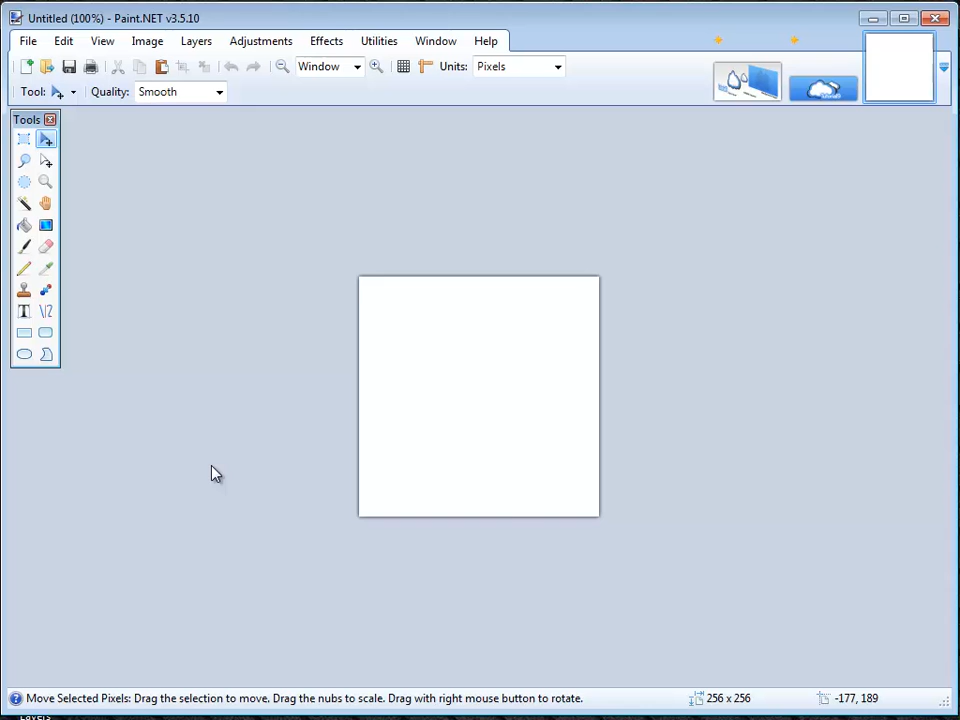 Untitled (100%) - Paint.NET v3.5.10
File Edit View Image Layers Adjustments Effects Utilities Window Help
Window Units: Pixels
Tool: Quality: Smooth
Tools
Move Selected Pixels: Drag the selection to move. Drag the nubs to scale. Drag with right mouse button to rotate. 256 x 256 -177, 189
Layers